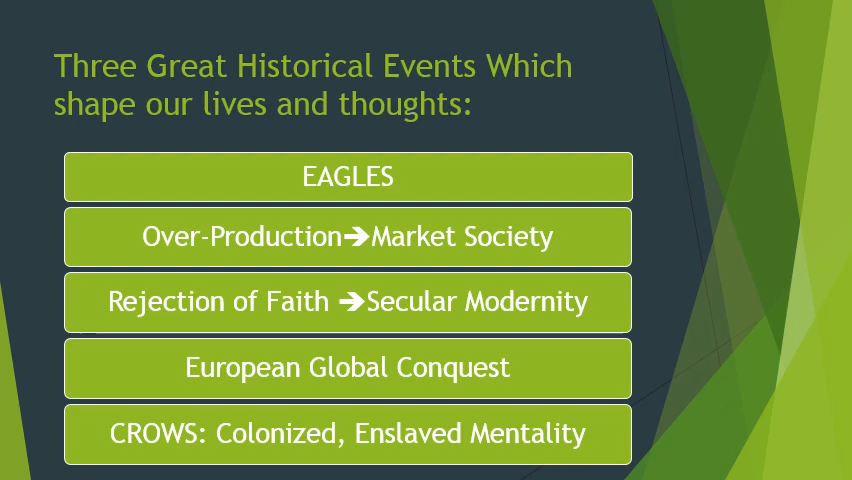 Three Great Historical Events Which
shape our lives and thoughts:
EAGLES
Over-Production➔Market Society
Rejection of Faith ➔Secular Modernity
European Global Conquest
CROWS: Colonized, Enslaved Mentality